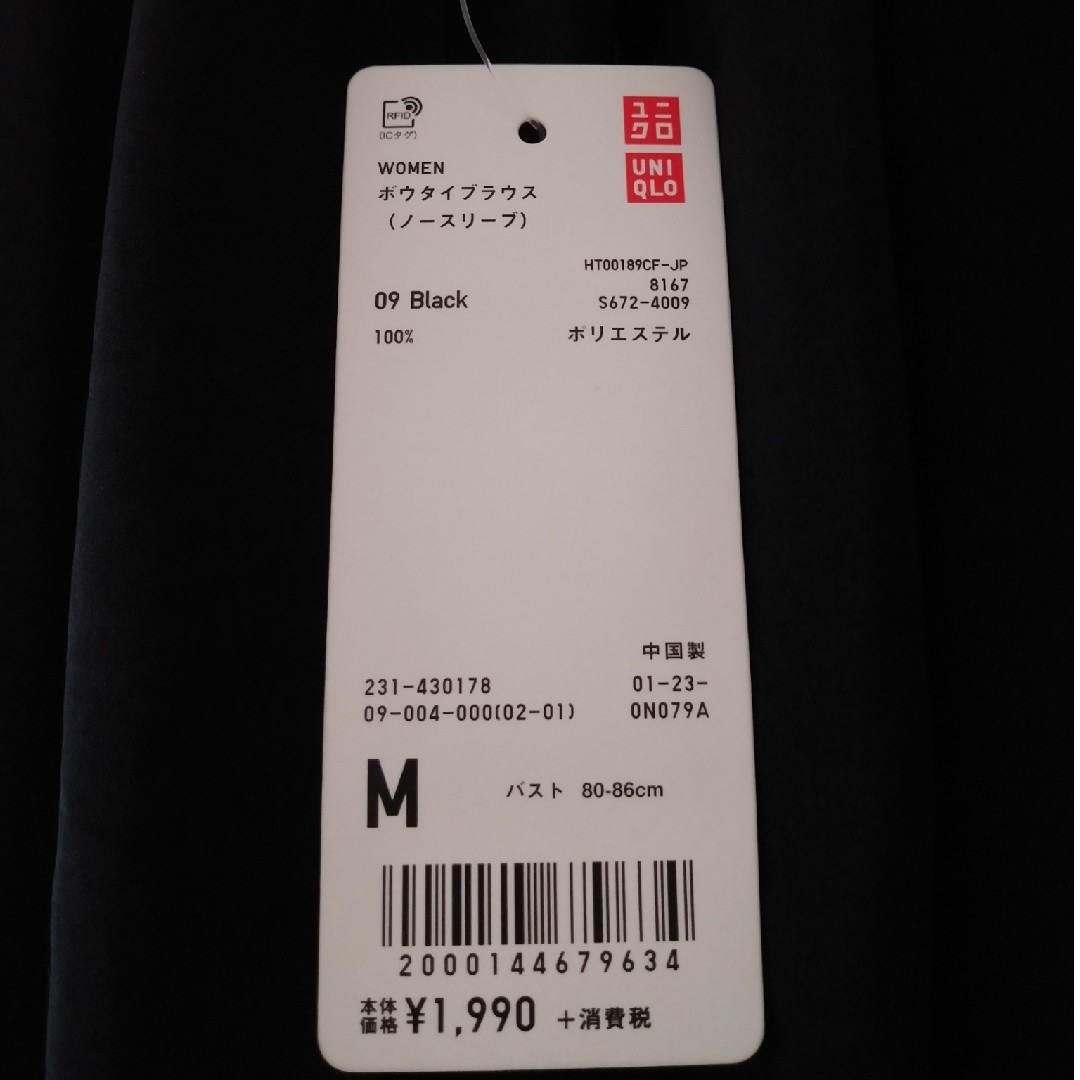 RFID
(ICタグ)
ユニ
クロ
UNI
QLO
WOMEN
ボウタイブラウス
(ノースリーブ)
HT00189CF-JP
8167
09 Black
S672-4009
100% ポリエステル
中国製
231-430178 01-23-
09-004-000(02-01) 0N079A
M バスト 80-86cm
2000144679634
本体
価格 ¥1,990 +消費税